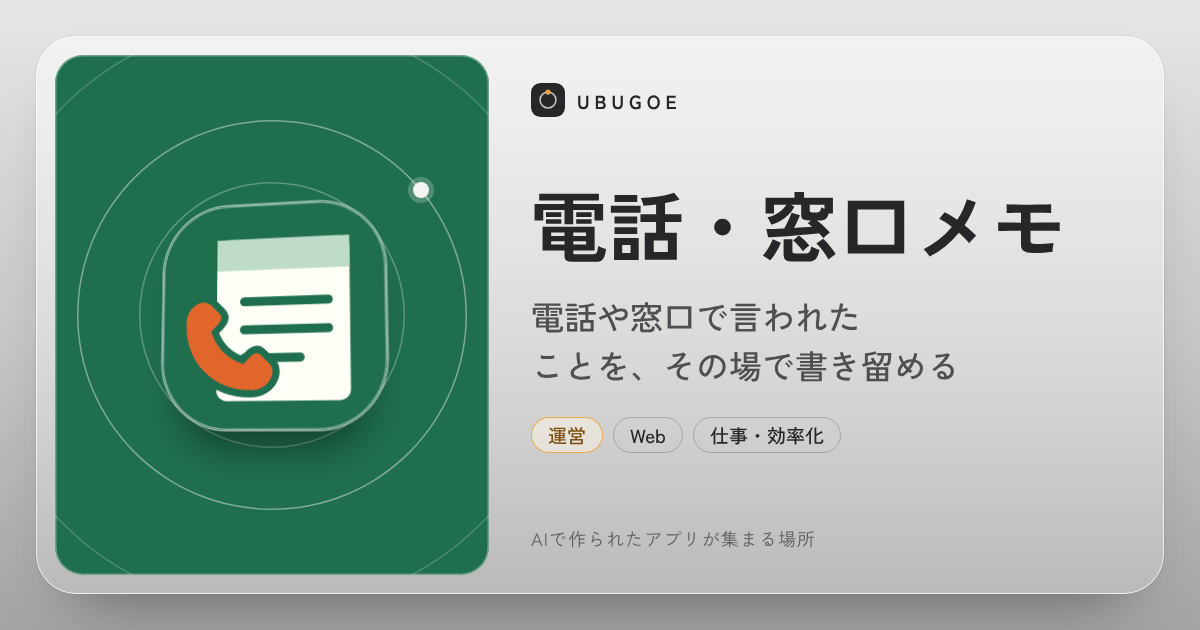 UBUGOE
電話・窓口メモ
電話や窓口で言われた
ことを、その場で書き留める
運営 Web 仕事・効率化
AIで作られたアプリが集まる場所